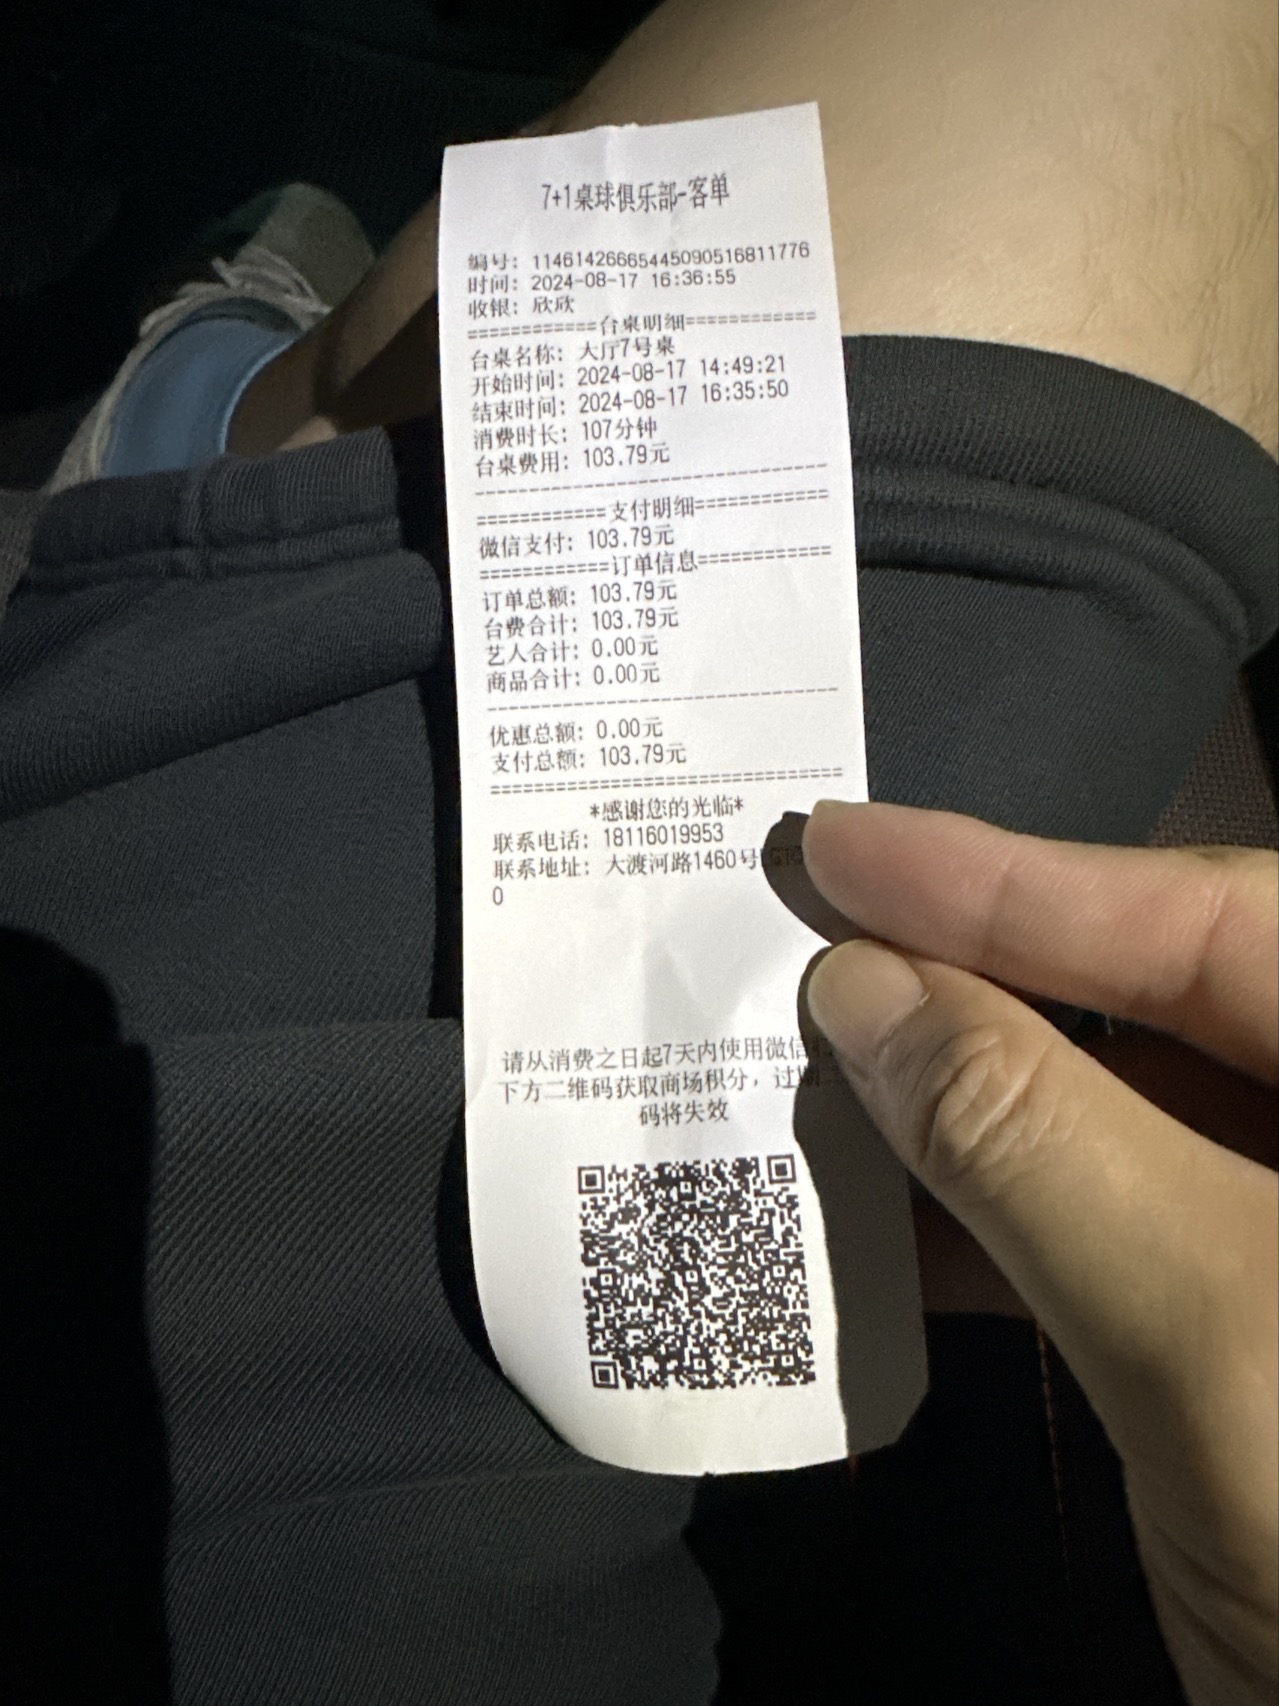 7+1桌球俱乐部-客单
编号: 11461426665445090516811776
时间: 2024-08-17 16:36:55
收银: 欣欣
============台桌明细============
台桌名称: 大厅7号桌
开始时间: 2024-08-17 14:49:21
结束时间: 2024-08-17 16:35:50
消费时长: 107分钟
台桌费用: 103.79元
--------------------------------
============支付明细============
微信支付: 103.79元
============订单信息============
订单总额: 103.79元
台费合计: 103.79元
艺人合计: 0.00元
商品合计: 0.00元
--------------------------------
优惠总额: 0.00元
支付总额: 103.79元
================================
*感谢您的光临*
联系电话: 18116019953
联系地址: 大渡河路1460号
0
请从消费之日起7天内使用微信
下方二维码获取商场积分，过期二
码将失效